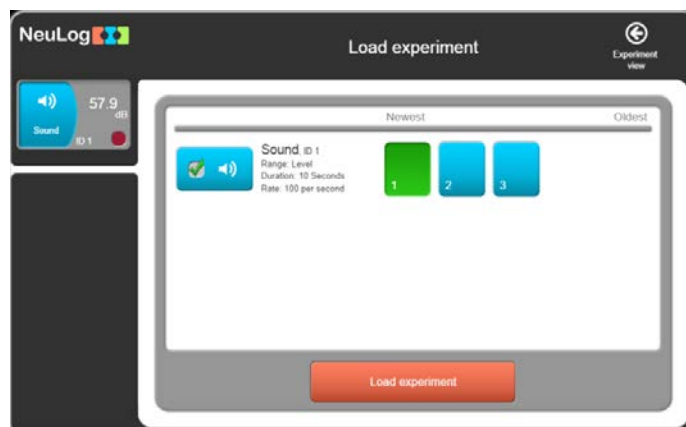 NeuLog
Load experiment
Experiment
view
57.9
dB
Sound
ID 1
Newest
Oldest
Sound, ID 1
Range: Level
Duration: 10 Seconds
Rate: 100 per second
1
2
3
Load experiment